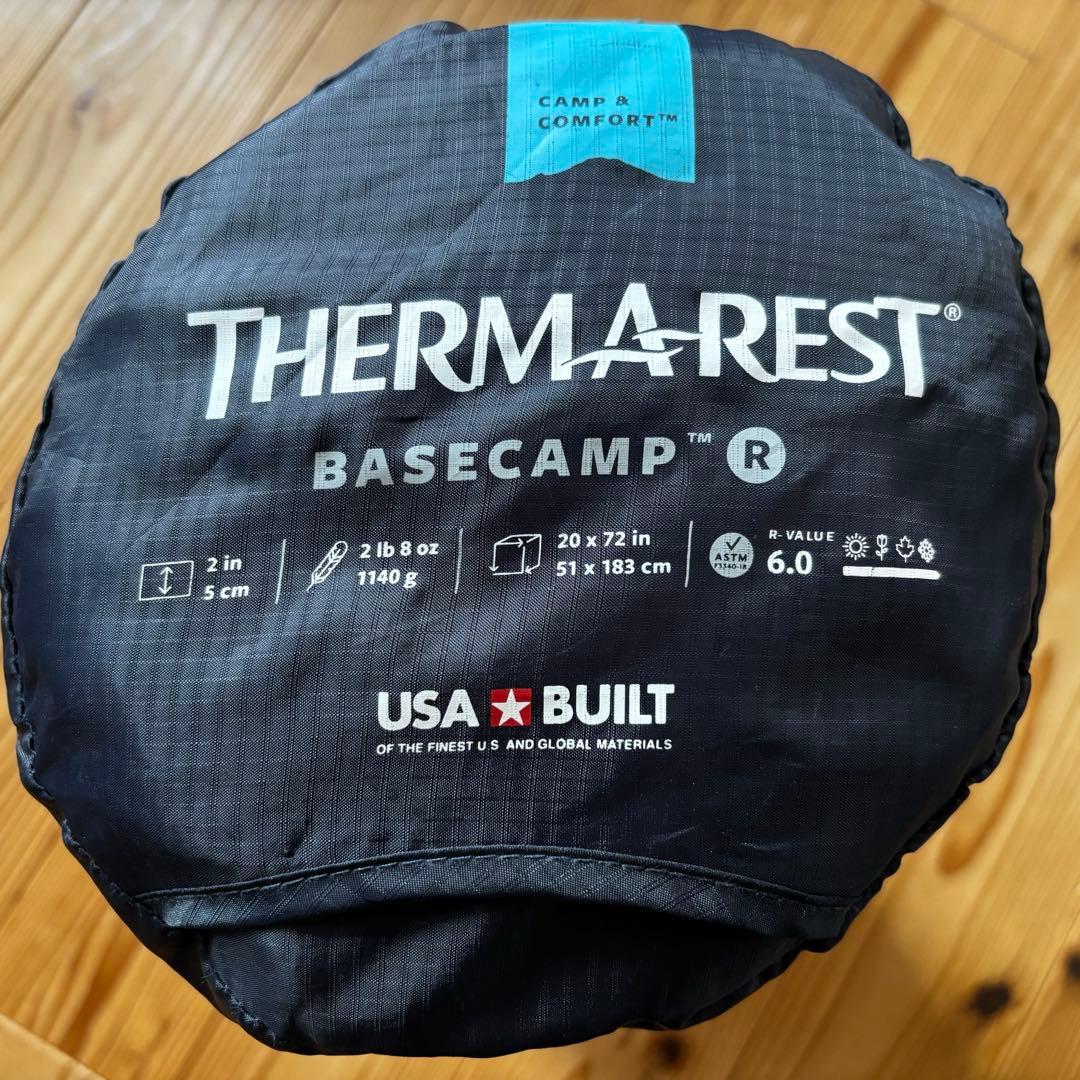 CAMP &
COMFORT™
THERM-A-REST®
BASECAMP™ R
2 in
5 cm
2 lb 8 oz
1140 g
20 x 72 in
51 x 183 cm
ASTM
F3340-18
R-VALUE
6.0
USA BUILT
OF THE FINEST U S AND GLOBAL MATERIALS